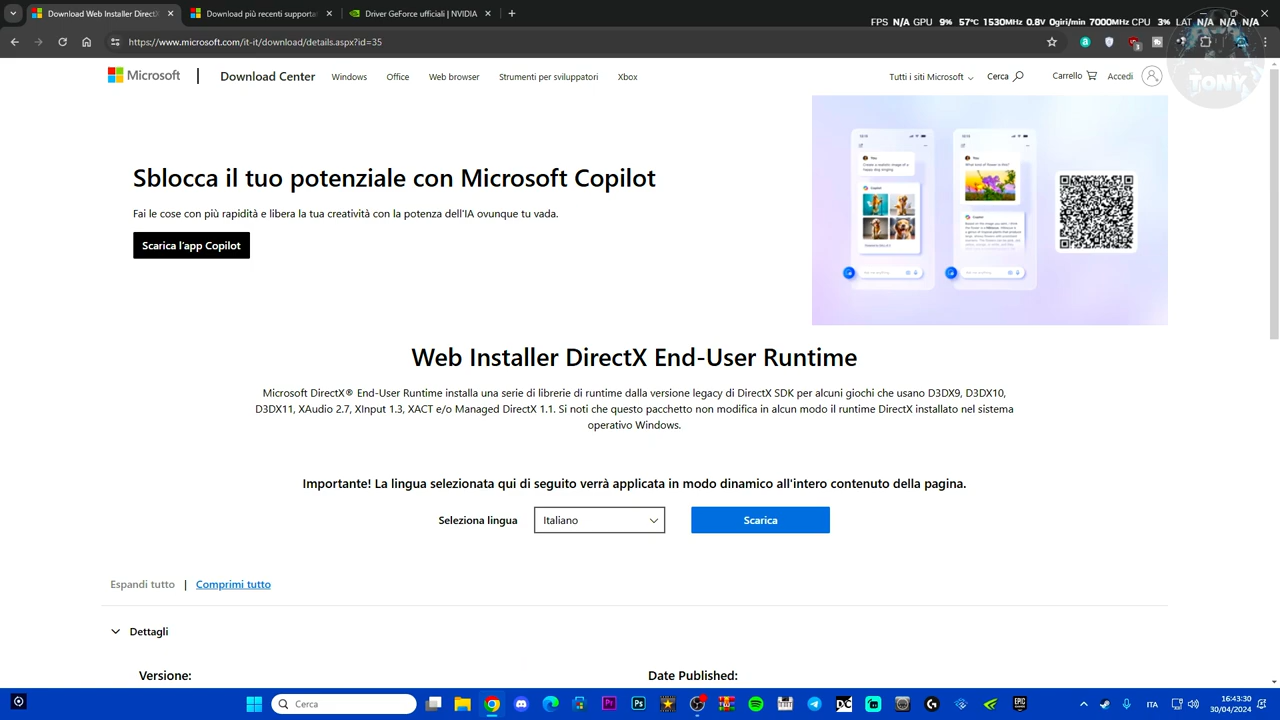 Download Web Installer DirectX
Download più recenti supportat
Driver GeForce ufficiali | NVIDIA
FPS N/A GPU 9% 57°C 1530MHz 0.8V 0giri/min 7000MHz CPU 3% LAT N/A N/A N/A
https://www.microsoft.com/it-it/download/details.aspx?id=35
Microsoft
Download Center
Windows
Office
Web browser
Strumenti per sviluppatori
Xbox
Tutti i siti Microsoft
Cerca
Carrello
Accedi
TONY
Sblocca il tuo potenziale con Microsoft Copilot
Fai le cose con più rapidità e libera la tua creatività con la potenza dell'IA ovunque tu vada.
Scarica l'app Copilot
Web Installer DirectX End-User Runtime
Microsoft DirectX® End-User Runtime installa una serie di librerie di runtime dalla versione legacy di DirectX SDK per alcuni giochi che usano D3DX9, D3DX10,
D3DX11, XAudio 2.7, XInput 1.3, XACT e/o Managed DirectX 1.1. Si noti che questo pacchetto non modifica in alcun modo il runtime DirectX installato nel sistema
operativo Windows.
Importante! La lingua selezionata qui di seguito verrà applicata in modo dinamico all'intero contenuto della pagina.
Seleziona lingua
Italiano
Scarica
Espandi tutto | Comprimi tutto
Dettagli
Versione:
Date Published:
Cerca
ITA
16:43:30
30/04/2024